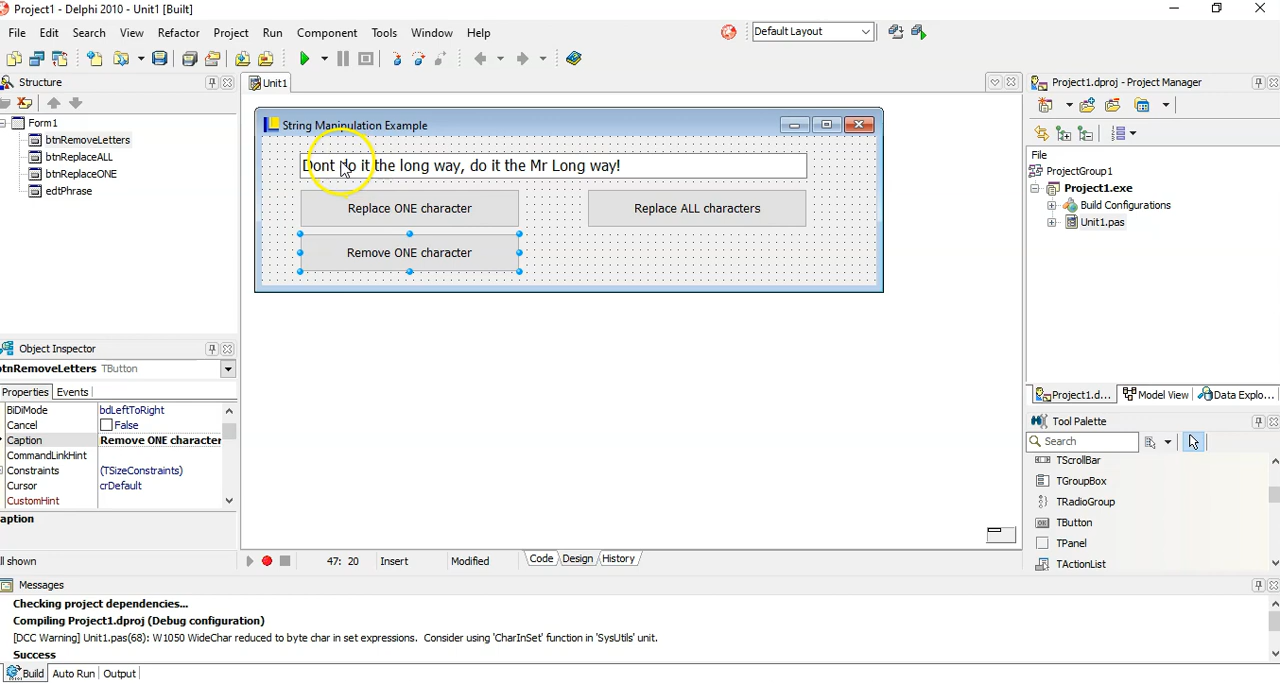 Project1 - Delphi 2010 - Unit1 [Built]
File Edit Search View Refactor Project Run Component Tools Window Help
Default Layout
Structure
Form1
btnRemoveLetters
btnReplaceALL
btnReplaceONE
edtPhrase
Object Inspector
btnRemoveLetters TButton
Properties Events
BiDiMode bdLeftToRight
Cancel False
Caption Remove ONE character
CommandLinkHint
Constraints (TSizeConstraints)
Cursor crDefault
CustomHint
aption
ll shown
Unit1
String Manipulation Example
Dont do it the long way, do it the Mr Long way!
Replace ONE character Replace ALL characters
Remove ONE character
47: 20 Insert Modified Code Design History
Project1.dproj - Project Manager
File
ProjectGroup1
Project1.exe
Build Configurations
Unit1.pas
Project1.d... Model View Data Explo...
Tool Palette
Search
TScrollBar
TGroupBox
TRadioGroup
TButton
TPanel
TActionList
Messages
Checking project dependencies...
Compiling Project1.dproj (Debug configuration)
[DCC Warning] Unit1.pas(68): W1050 WideChar reduced to byte char in set expressions. Consider using 'CharInSet' function in 'SysUtils' unit.
Success
Build Auto Run Output